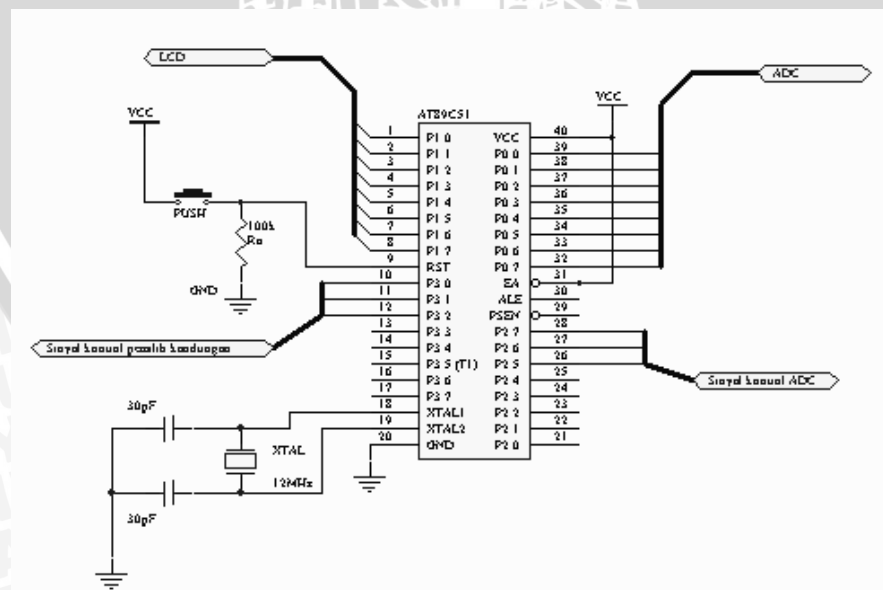 LCD
ADC
VCC
VCC
AT89C51
1 P1 0 VCC 40
2 P1 1 P0 0 39
3 P1 2 P0 1 38
4 P1 3 P0 2 37
5 P1 4 P0 3 36
6 P1 5 P0 4 35
7 P1 6 P0 5 34
8 P1 7 P0 6 33
9 RST P0 7 32
10 P3 0 EA 31
11 P3 1 ALE 30
12 P3 2 PSEN 29
13 P3 3 P2 7 28
14 P3 4 P2 6 27
15 P3 5 (T1) P2 5 26
16 P3 6 P2 4 25
17 P3 7 P2 3 24
18 XTAL1 P2 2 23
19 XTAL2 P2 1 22
20 GND P2 0 21
PUSH
100k
GND
Sinyal
Sinyal ADC
30pF
XTAL
12MHz
30pF